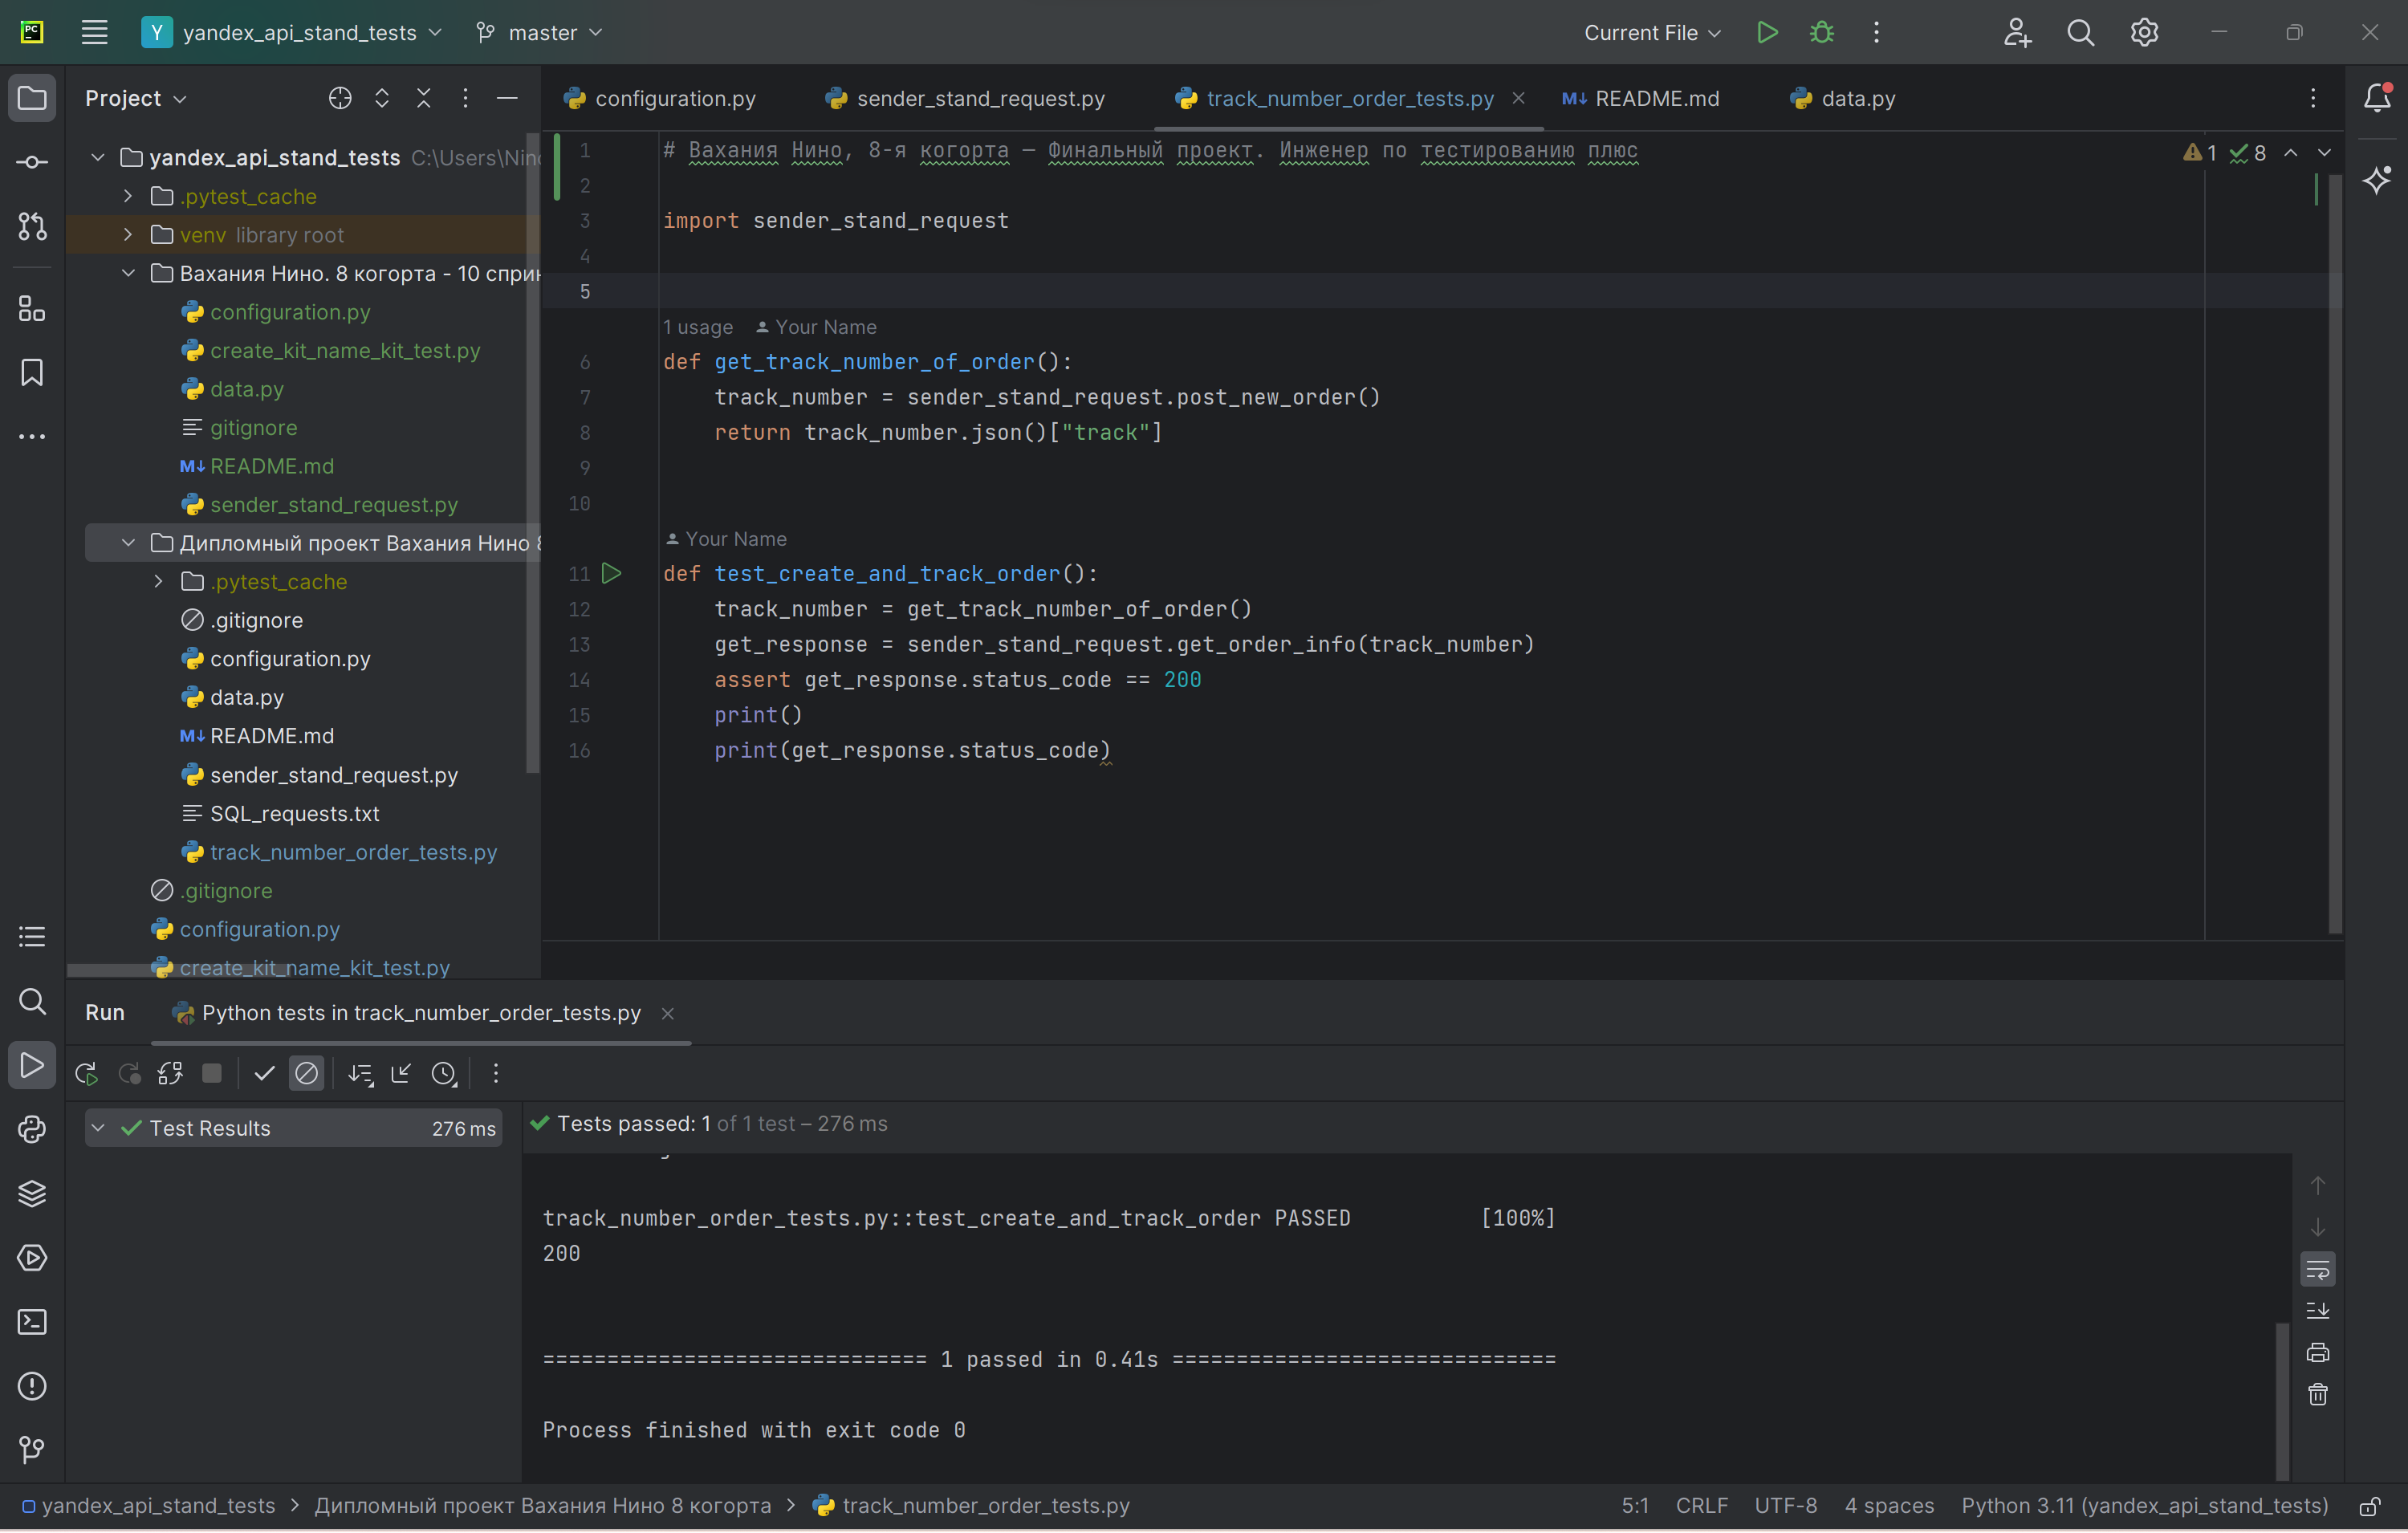 PC
Y yandex_api_stand_tests master Current File
Project
configuration.py sender_stand_request.py track_number_order_tests.py M↓ README.md data.py
yandex_api_stand_tests C:\Users\Nin
.pytest_cache
venv library root
Вахания Нино. 8 когорта - 10 спри
configuration.py
create_kit_name_kit_test.py
data.py
gitignore
M↓ README.md
sender_stand_request.py
Дипломный проект Вахания Нино 8
.pytest_cache
.gitignore
configuration.py
data.py
M↓ README.md
sender_stand_request.py
SQL_requests.txt
track_number_order_tests.py
.gitignore
configuration.py
create_kit_name_kit_test.py
1 # Вахания Нино, 8-я когорта — Финальный проект. Инженер по тестированию плюс
1 8
2
3 import sender_stand_request
4
5
1 usage Your Name
6 def get_track_number_of_order():
7 track_number = sender_stand_request.post_new_order()
8 return track_number.json()["track"]
9
10
Your Name
11 def test_create_and_track_order():
12 track_number = get_track_number_of_order()
13 get_response = sender_stand_request.get_order_info(track_number)
14 assert get_response.status_code == 200
15 print()
16 print(get_response.status_code)
Run Python tests in track_number_order_tests.py
Test Results 276 ms
Tests passed: 1 of 1 test – 276 ms
track_number_order_tests.py::test_create_and_track_order PASSED [100%]
200
============================== 1 passed in 0.41s ==============================
Process finished with exit code 0
yandex_api_stand_tests > Дипломный проект Вахания Нино 8 когорта > track_number_order_tests.py
5:1 CRLF UTF-8 4 spaces Python 3.11 (yandex_api_stand_tests)